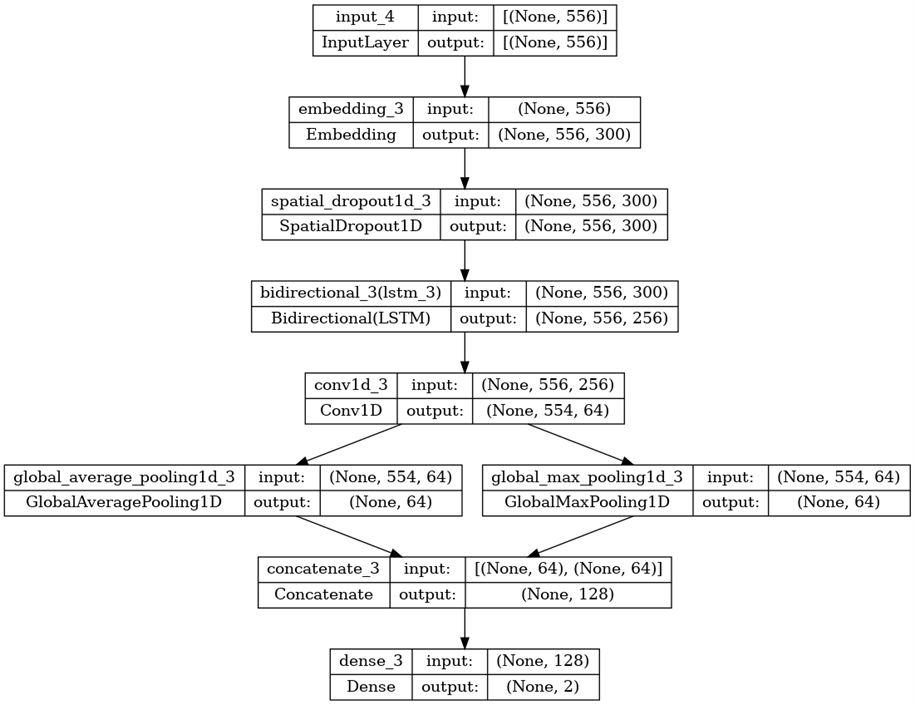 input_4 input: [(None, 556)]
InputLayer output: [(None, 556)]
embedding_3 input: (None, 556)
Embedding output: (None, 556, 300)
spatial_dropout1d_3 input: (None, 556, 300)
SpatialDropout1D output: (None, 556, 300)
bidirectional_3(lstm_3) input: (None, 556, 300)
Bidirectional(LSTM) output: (None, 556, 256)
conv1d_3 input: (None, 556, 256)
Conv1D output: (None, 554, 64)
global_average_pooling1d_3 input: (None, 554, 64)
GlobalAveragePooling1D output: (None, 64)
global_max_pooling1d_3 input: (None, 554, 64)
GlobalMaxPooling1D output: (None, 64)
concatenate_3 input: [(None, 64), (None, 64)]
Concatenate output: (None, 128)
dense_3 input: (None, 128)
Dense output: (None, 2)